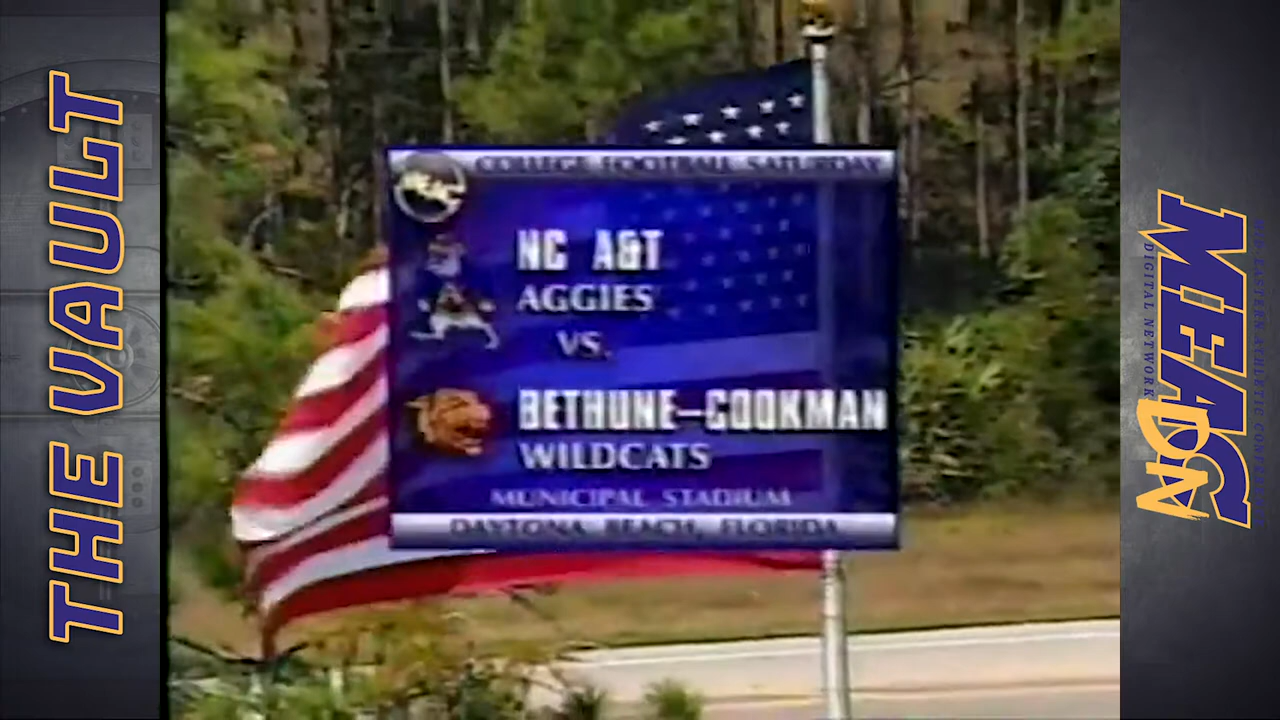 THE VAULT
COLLEGE FOOTBALL SATURDAY
MEAC
NC A&T
AGGIES
VS.
BETHUNE–COOKMAN
WILDCATS
MUNICIPAL STADIUM
DAYTONA BEACH, FLORIDA
MEAC
DIGITAL NETWORK